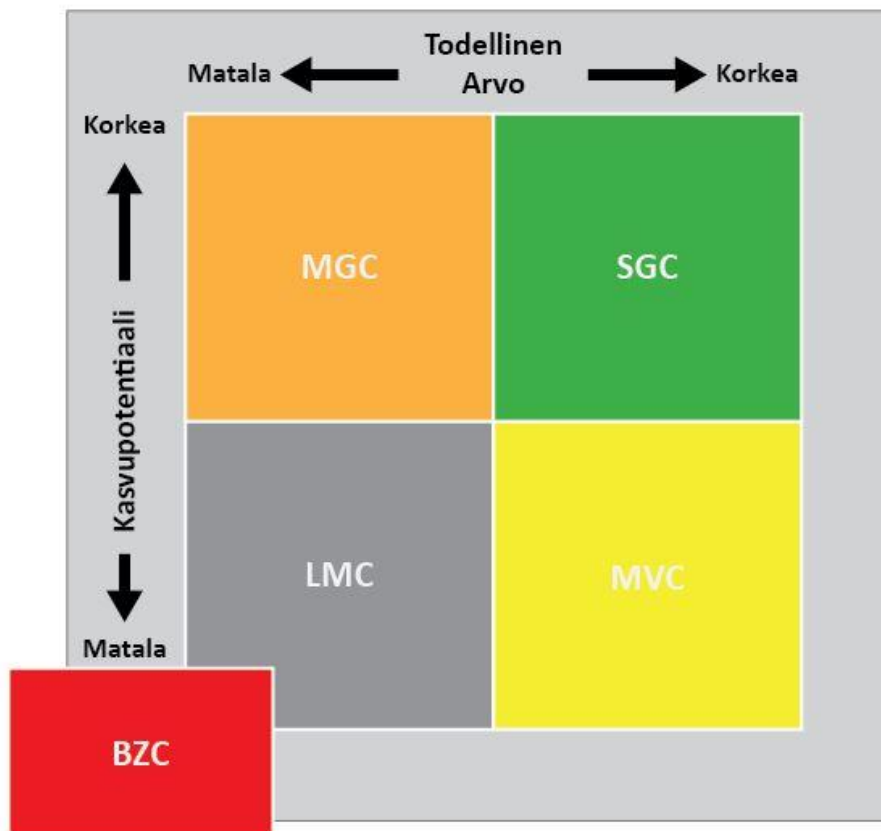 Todellinen
Arvo
Matala
Korkea
Korkea
Kasvupotentiaali
Matala
MGC
SGC
LMC
MVC
BZC